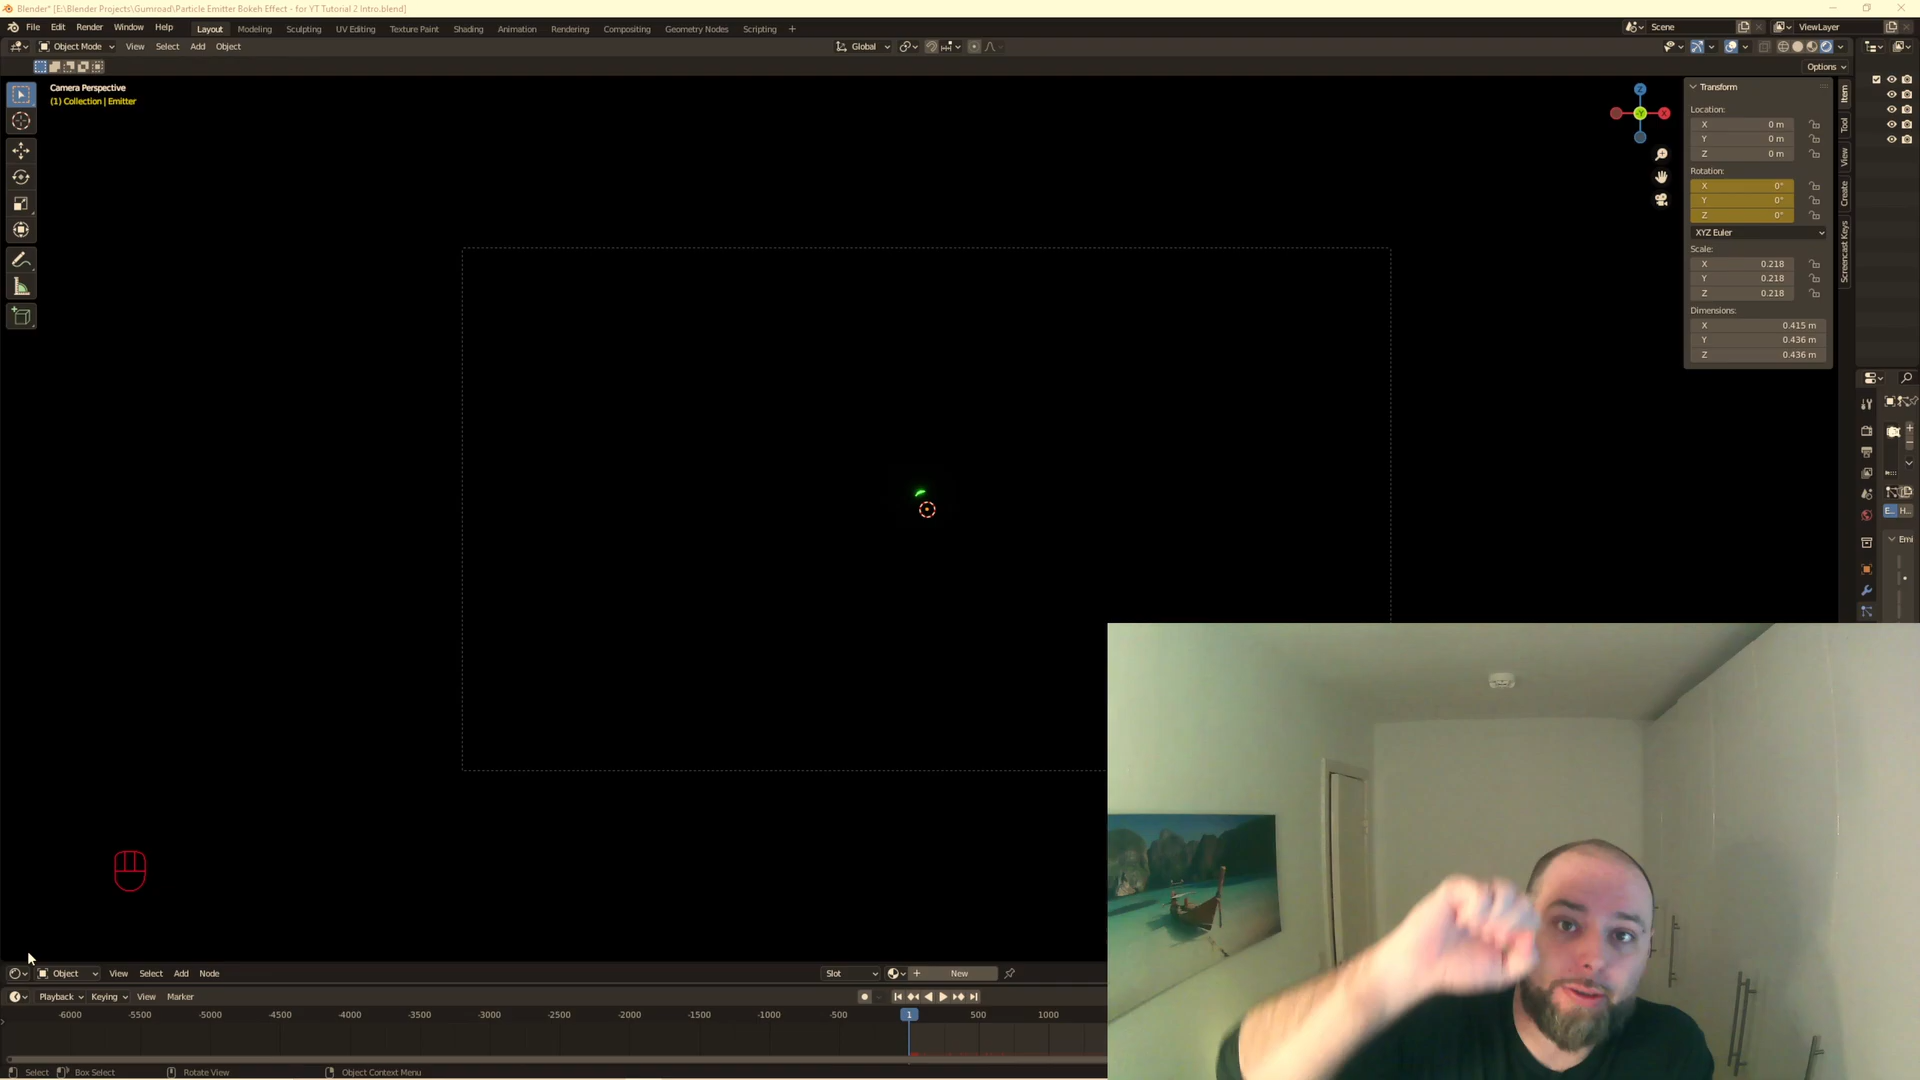 Blender* [E:\Blender Projects\Gumroad\Particle Emitter Bokeh Effect - for YT Tutorial 2 Intro.blend]
File Edit Render Window Help Layout Modeling Sculpting UV Editing Texture Paint Shading Animation Rendering Compositing Geometry Nodes Scripting + Scene ViewLayer
Object Mode View Select Add Object Global
Options
Camera Perspective
(1) Collection | Emitter
Z
Y
X
Transform
Location:
X 0 m
Y 0 m
Z 0 m
Rotation:
X 0°
Y 0°
Z 0°
XYZ Euler
Scale:
X 0.218
Y 0.218
Z 0.218
Dimensions:
X 0.415 m
Y 0.436 m
Z 0.436 m
Item
Tool
View
Create
Screencast Keys
E... H...
Emi
Object View Select Add Node Slot + New
Playback Keying View Marker
-6000 -5500 -5000 -4500 -4000 -3500 -3000 -2500 -2000 -1500 -1000 -500 1 500 1000
Select Box Select Rotate View Object Context Menu